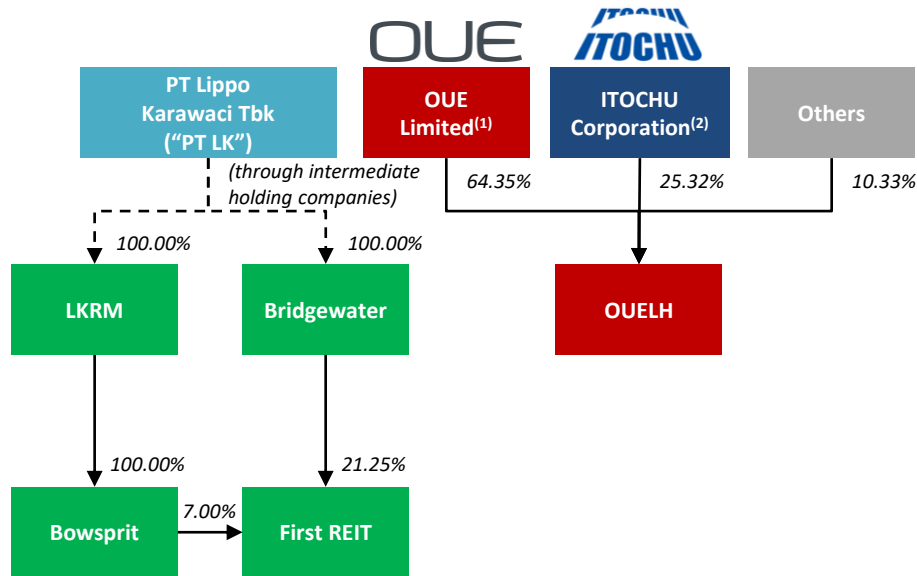 OUE
ITOCHU
ITOCHU
PT Lippo
Karawaci Tbk
(“PT LK”)
OUE
Limited(1)
ITOCHU
Corporation(2)
Others
(through intermediate
holding companies)
64.35%
25.32%
10.33%
100.00%
100.00%
LKRM
Bridgewater
OUELH
100.00%
21.25%
Bowsprit
7.00%
First REIT